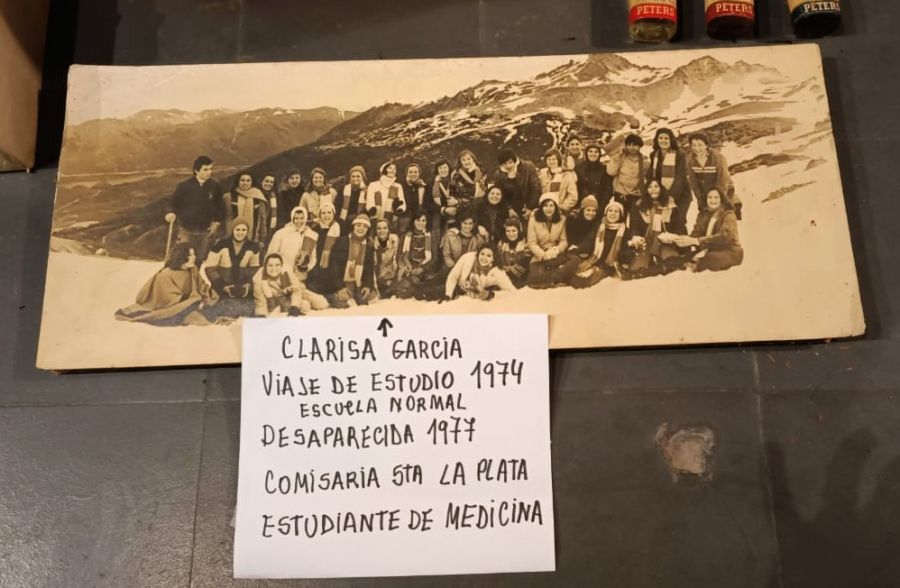 PETERS
PETERS
PETERS
CLARISA GARCIA
VIAJE DE ESTUDIO 1974
ESCUELA NORMAL
DESAPARECIDA 1977
COMISARIA 5TA LA PLATA
ESTUDIANTE DE MEDICINA